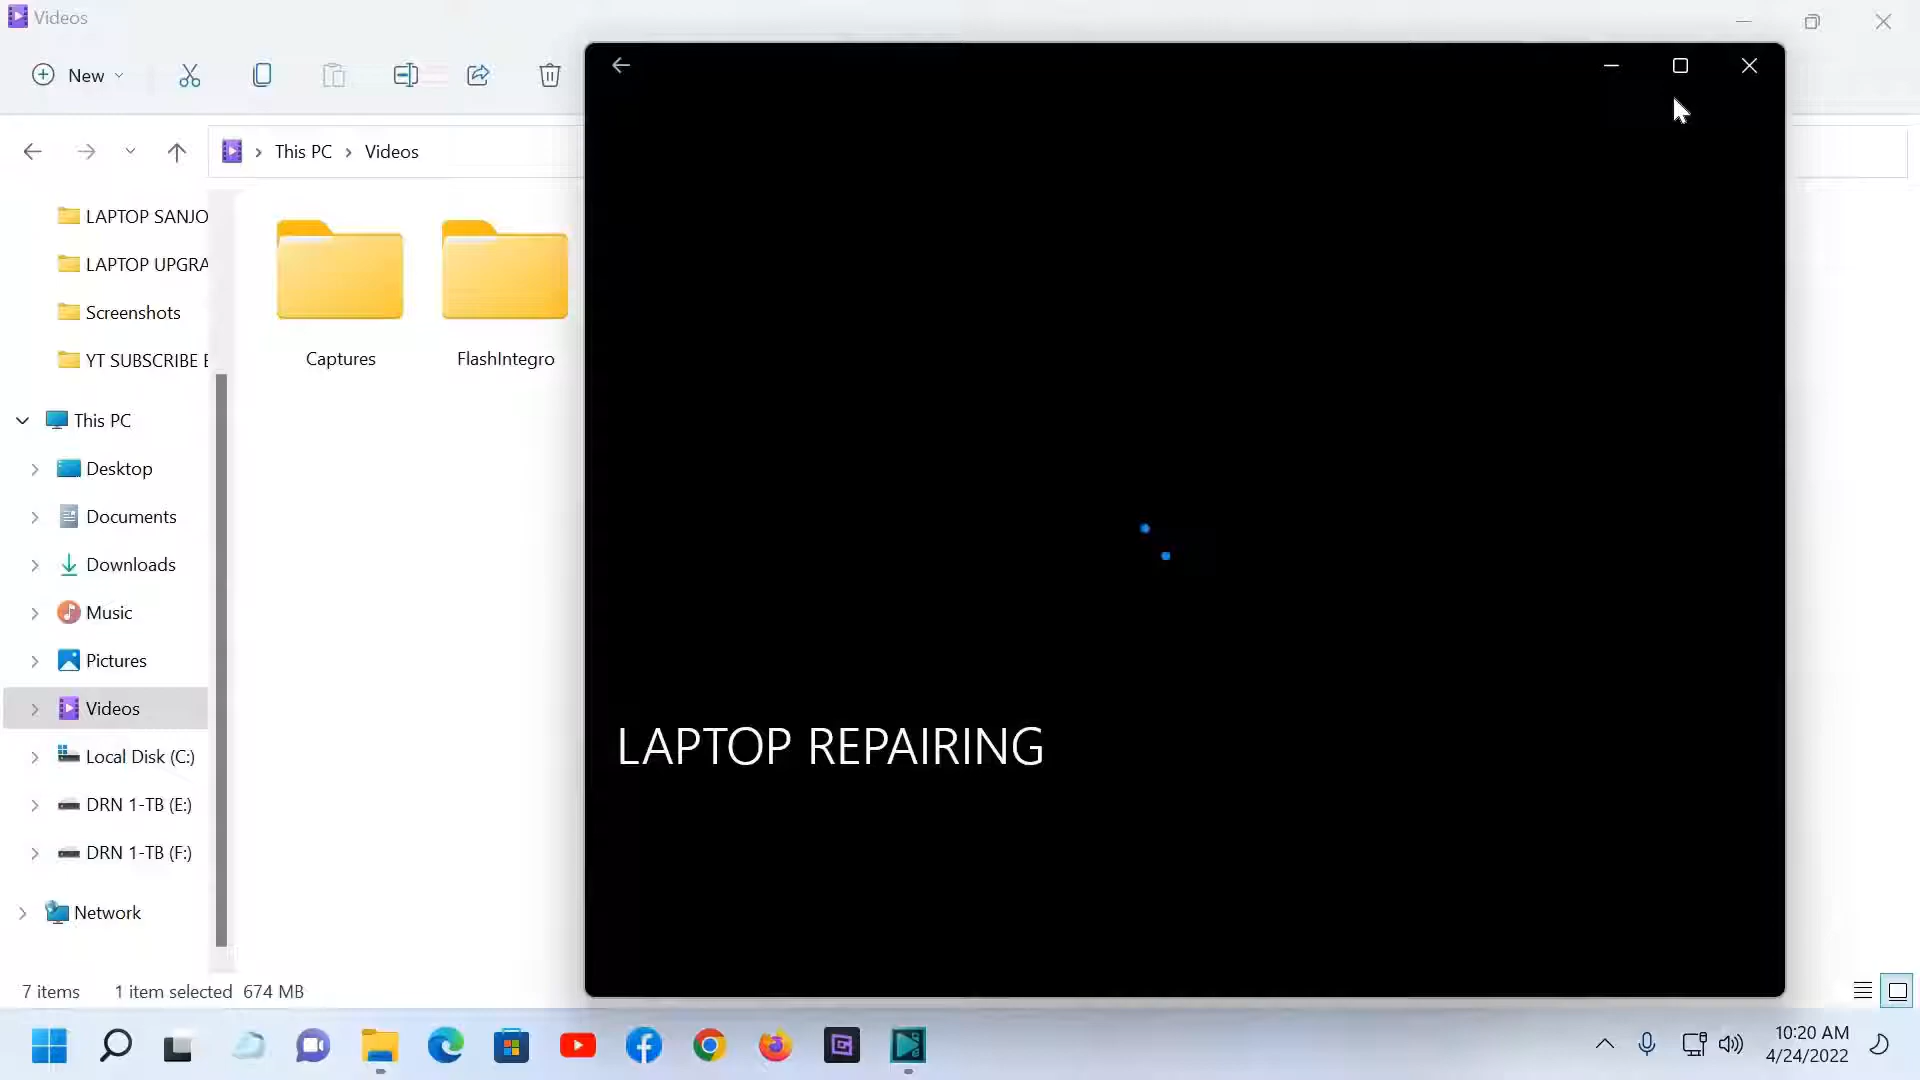 Videos
New
This PC
Videos
LAPTOP SANJO
LAPTOP UPGRA
Screenshots
YT SUBSCRIBE
This PC
Desktop
Documents
Downloads
Music
Pictures
Videos
Local Disk (C:)
DRN 1-TB (E:)
DRN 1-TB (F:)
Network
Captures
FlashIntegro
LAPTOP REPAIRING
7 items 1 item selected 674 MB
10:20 AM
4/24/2022